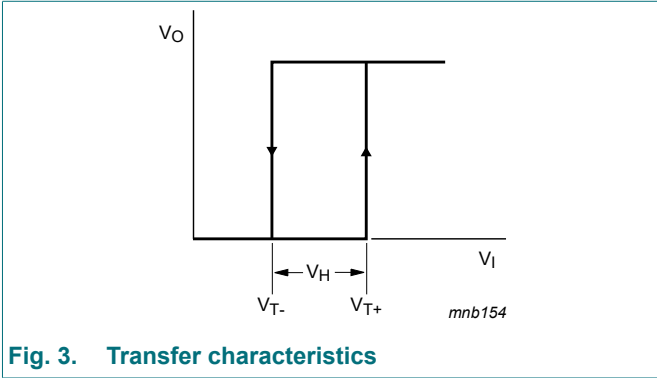 VO
VH
VI
VT-
VT+
mnb154
Fig. 3. Transfer characteristics